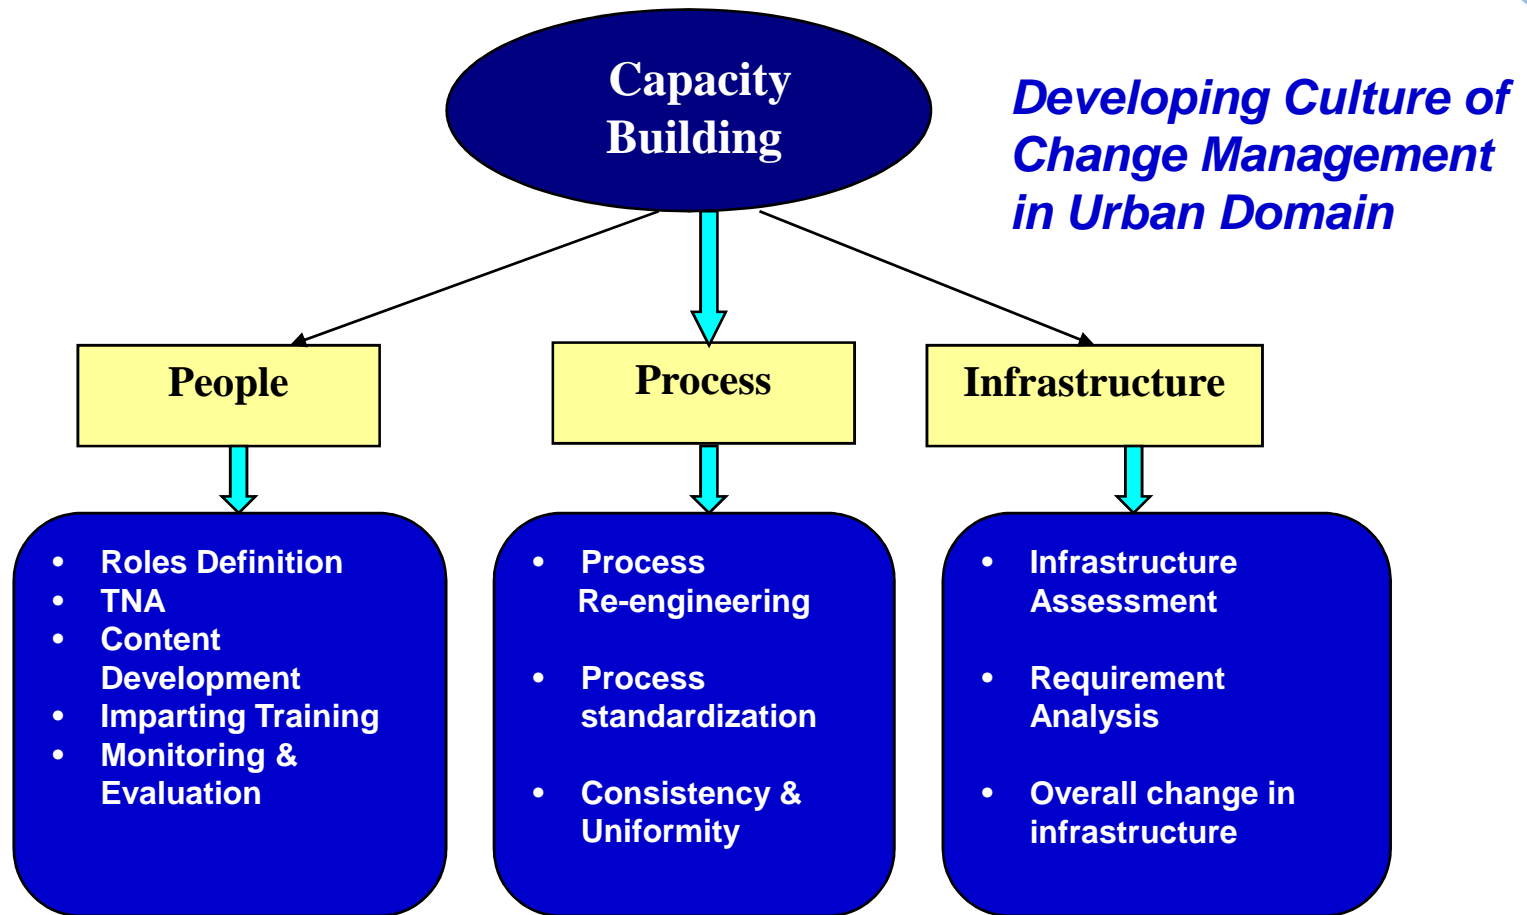 Capacity
Building
Developing Culture of
Change Management
in Urban Domain
People
Process
Infrastructure
• Roles Definition
• TNA
• Content
Development
• Imparting Training
• Monitoring &
Evaluation
• Process
Re-engineering
• Process
standardization
• Consistency &
Uniformity
• Infrastructure
Assessment
• Requirement
Analysis
• Overall change in
infrastructure